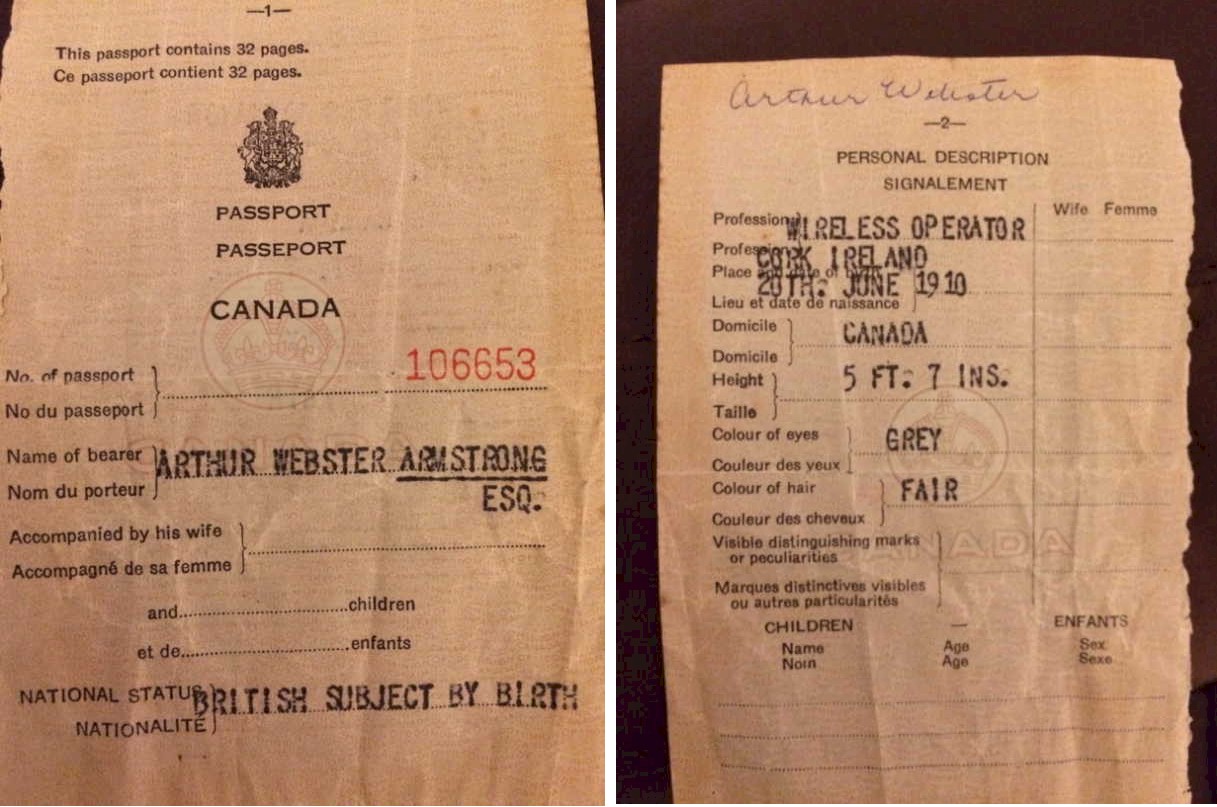 —1—
This passport contains 32 pages.
Ce passeport contient 32 pages.
PASSPORT
PASSEPORT
CANADA
No. of passport
106653
No du passeport
Name of bearer
ARTHUR WEBSTER ARMSTRONG
Nom du porteur
ESQ.
Accompanied by his wife
Accompagné de sa femme
and children
et de enfants
NATIONAL STATUS
BRITISH SUBJECT BY BIRTH
NATIONALITÉ
Arthur Webster
—2—
PERSONAL DESCRIPTION
SIGNALEMENT
Wife Femme
Profession
WIRELESS OPERATOR
Profession
CORK IRELAND
Place and date of birth
20TH. JUNE 1910
Lieu et date de naissance
Domicile
CANADA
Domicile
Height
5 FT. 7 INS.
Taille
Colour of eyes
GREY
Couleur des yeux
Colour of hair
FAIR
Couleur des cheveux
Visible distinguishing marks
or peculiarities
CANADA
Marques distinctives visibles
ou autres particularités
CHILDREN — ENFANTS
Name Age Sex
Nom Age Sexe